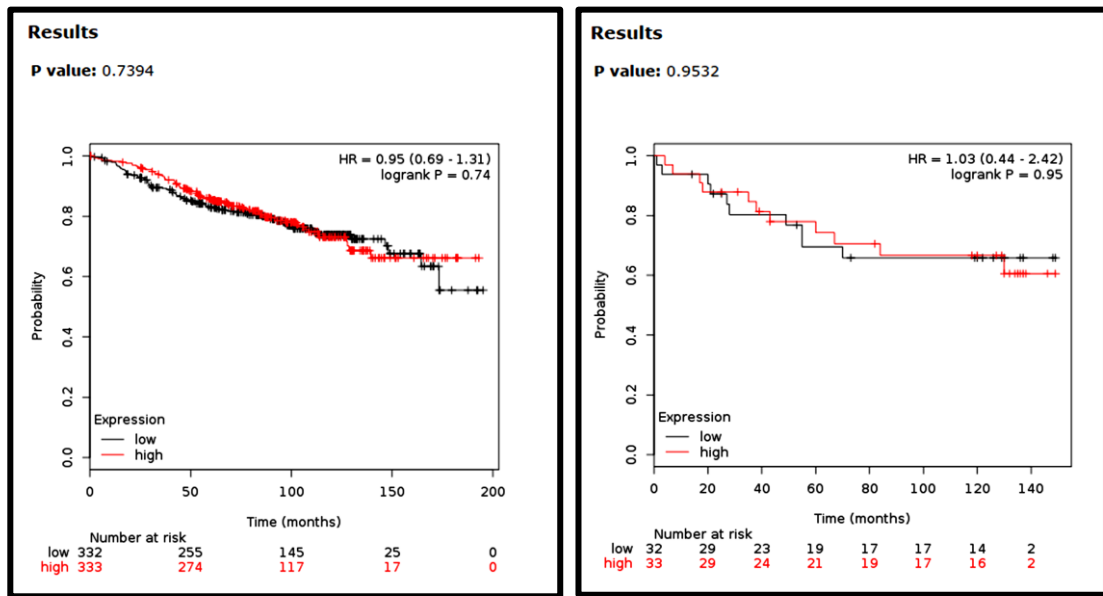 Results
P value: 0.7394
HR = 0.95 (0.69 - 1.31)
logrank P = 0.74
Probability
1.0
0.8
0.6
0.4
0.2
0.0
Expression
low
high
0 50 100 150 200
Time (months)
Number at risk
low 332 255 145 25 0
high 333 274 117 17 0
Results
P value: 0.9532
HR = 1.03 (0.44 - 2.42)
logrank P = 0.95
Probability
1.0
0.8
0.6
0.4
0.2
0.0
Expression
low
high
0 20 40 60 80 100 120 140
Time (months)
Number at risk
low 32 29 23 19 17 17 14 2
high 33 29 24 21 19 17 16 2